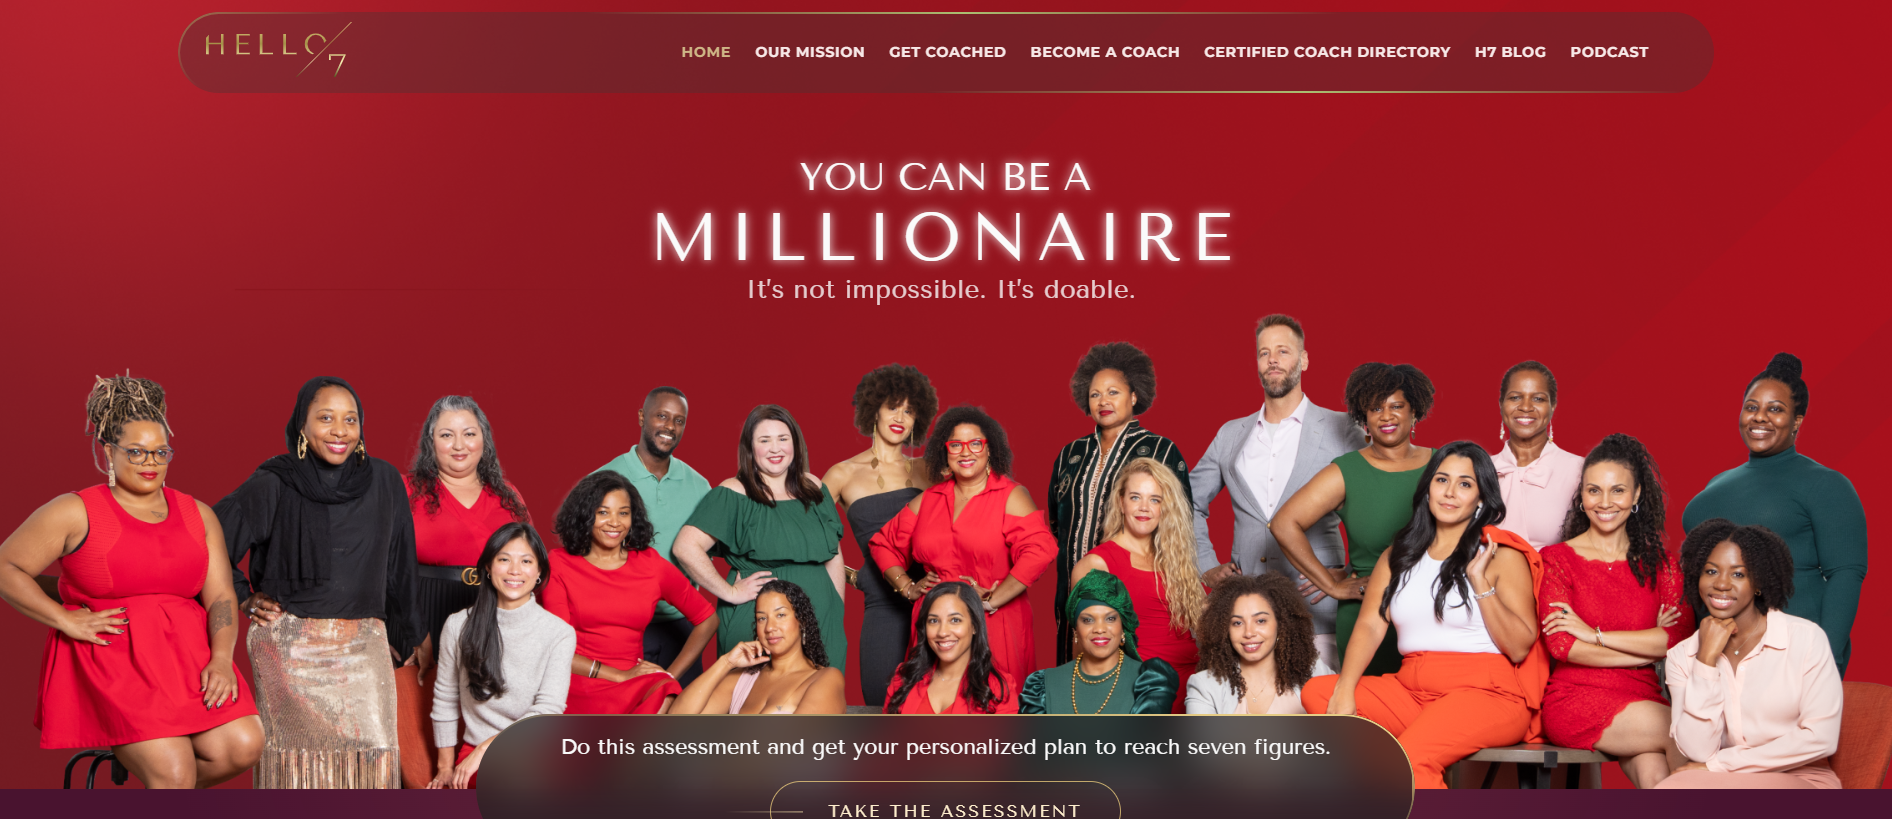 HELLO
7
HOME OUR MISSION GET COACHED BECOME A COACH CERTIFIED COACH DIRECTORY H7 BLOG PODCAST
YOU CAN BE A
MILLIONAIRE
It's not impossible. It's doable.
Do this assessment and get your personalized plan to reach seven figures.
TAKE THE ASSESSMENT